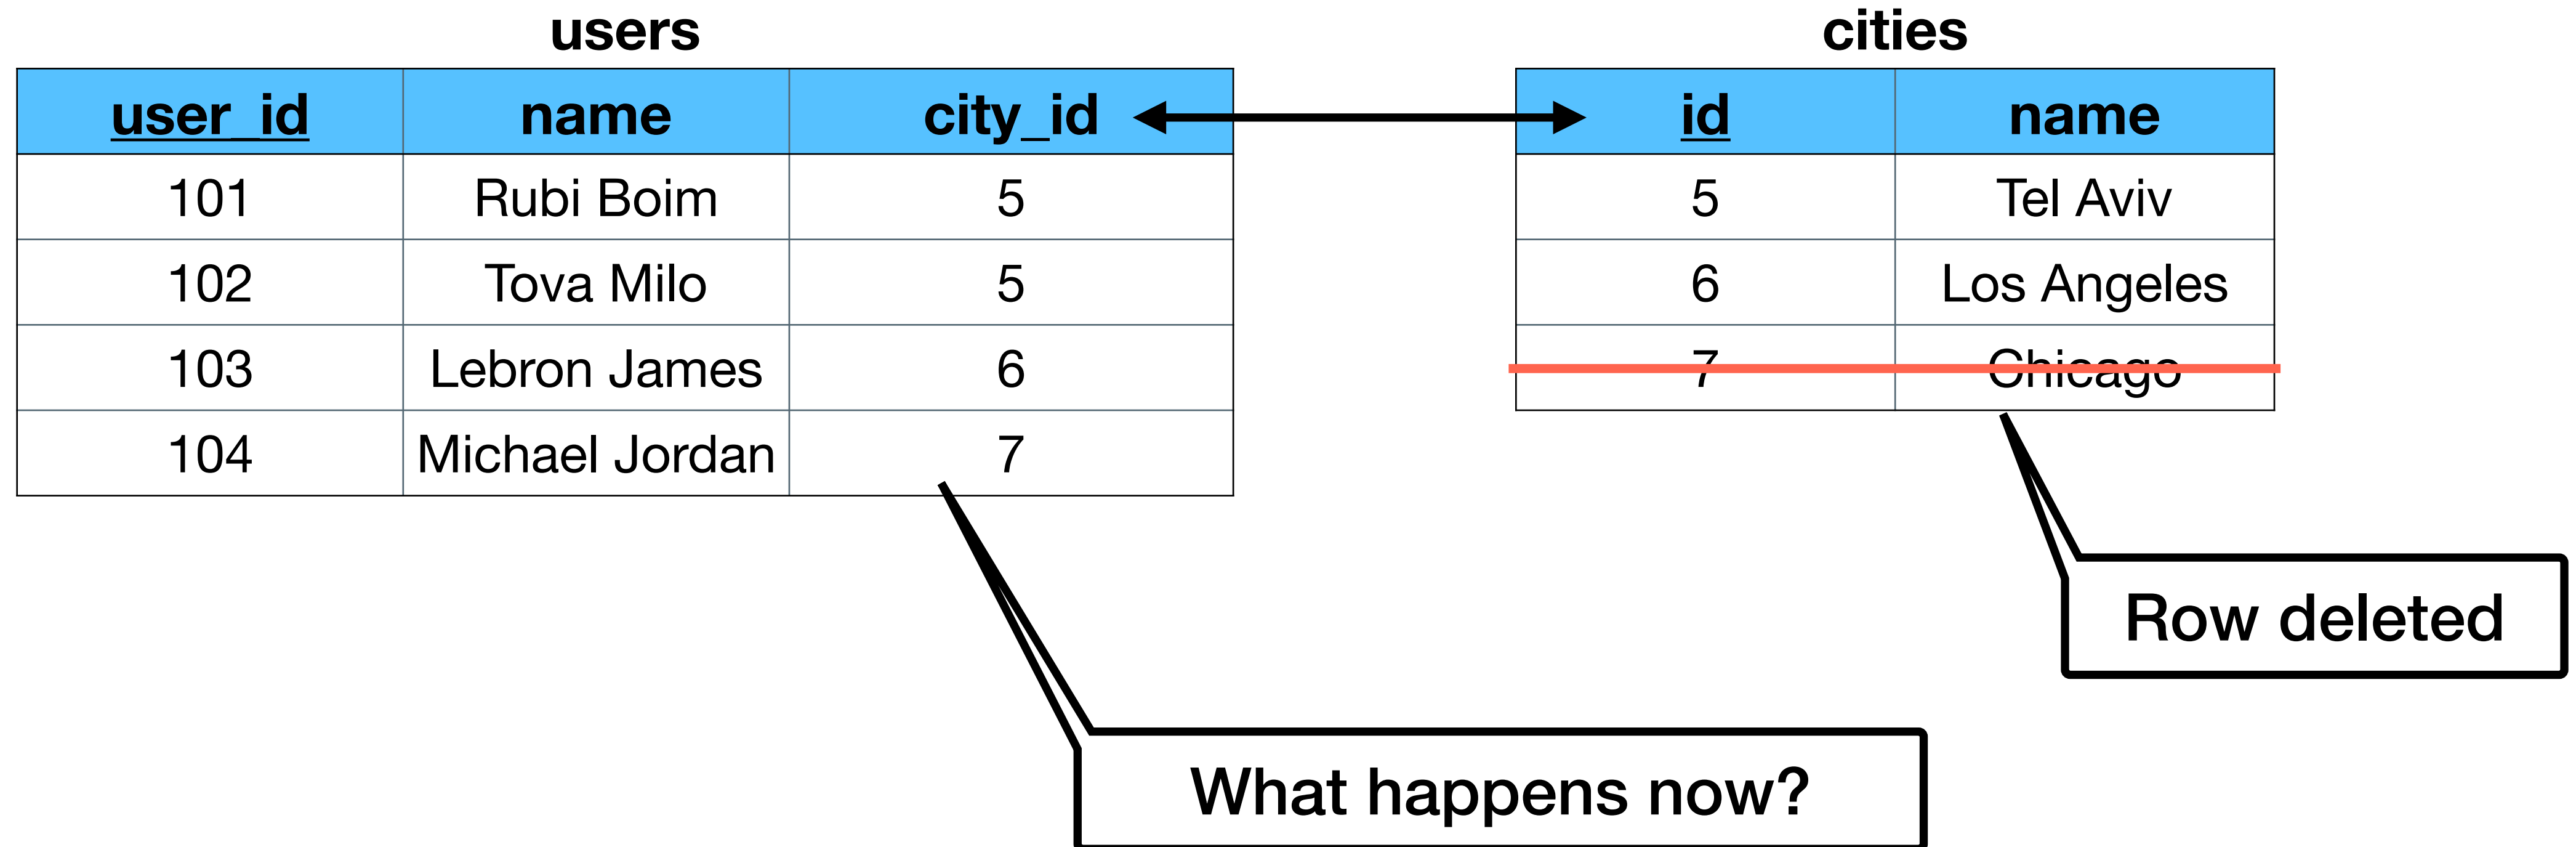 users
user_id name city_id
101 Rubi Boim 5
102 Tova Milo 5
103 Lebron James 6
104 Michael Jordan 7
cities
id name
5 Tel Aviv
6 Los Angeles
7 Chicago
Row deleted
What happens now?